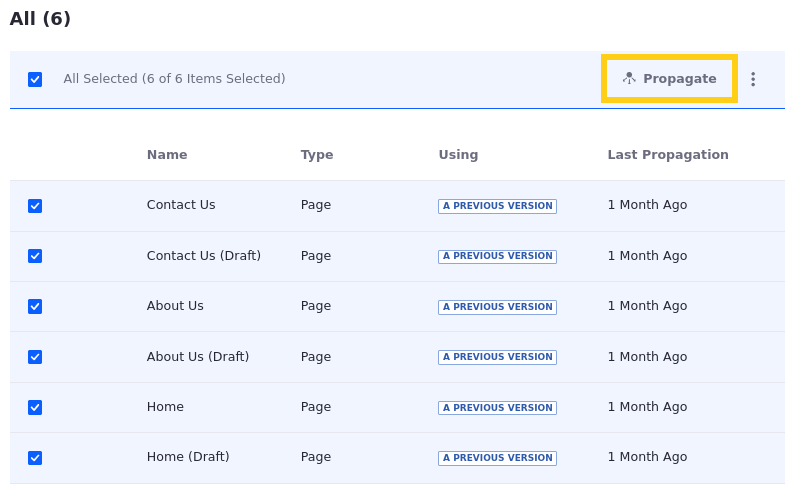 All (6)
All Selected (6 of 6 Items Selected) Propagate
Name Type Using Last Propagation
Contact Us Page A PREVIOUS VERSION 1 Month Ago
Contact Us (Draft) Page A PREVIOUS VERSION 1 Month Ago
About Us Page A PREVIOUS VERSION 1 Month Ago
About Us (Draft) Page A PREVIOUS VERSION 1 Month Ago
Home Page A PREVIOUS VERSION 1 Month Ago
Home (Draft) Page A PREVIOUS VERSION 1 Month Ago